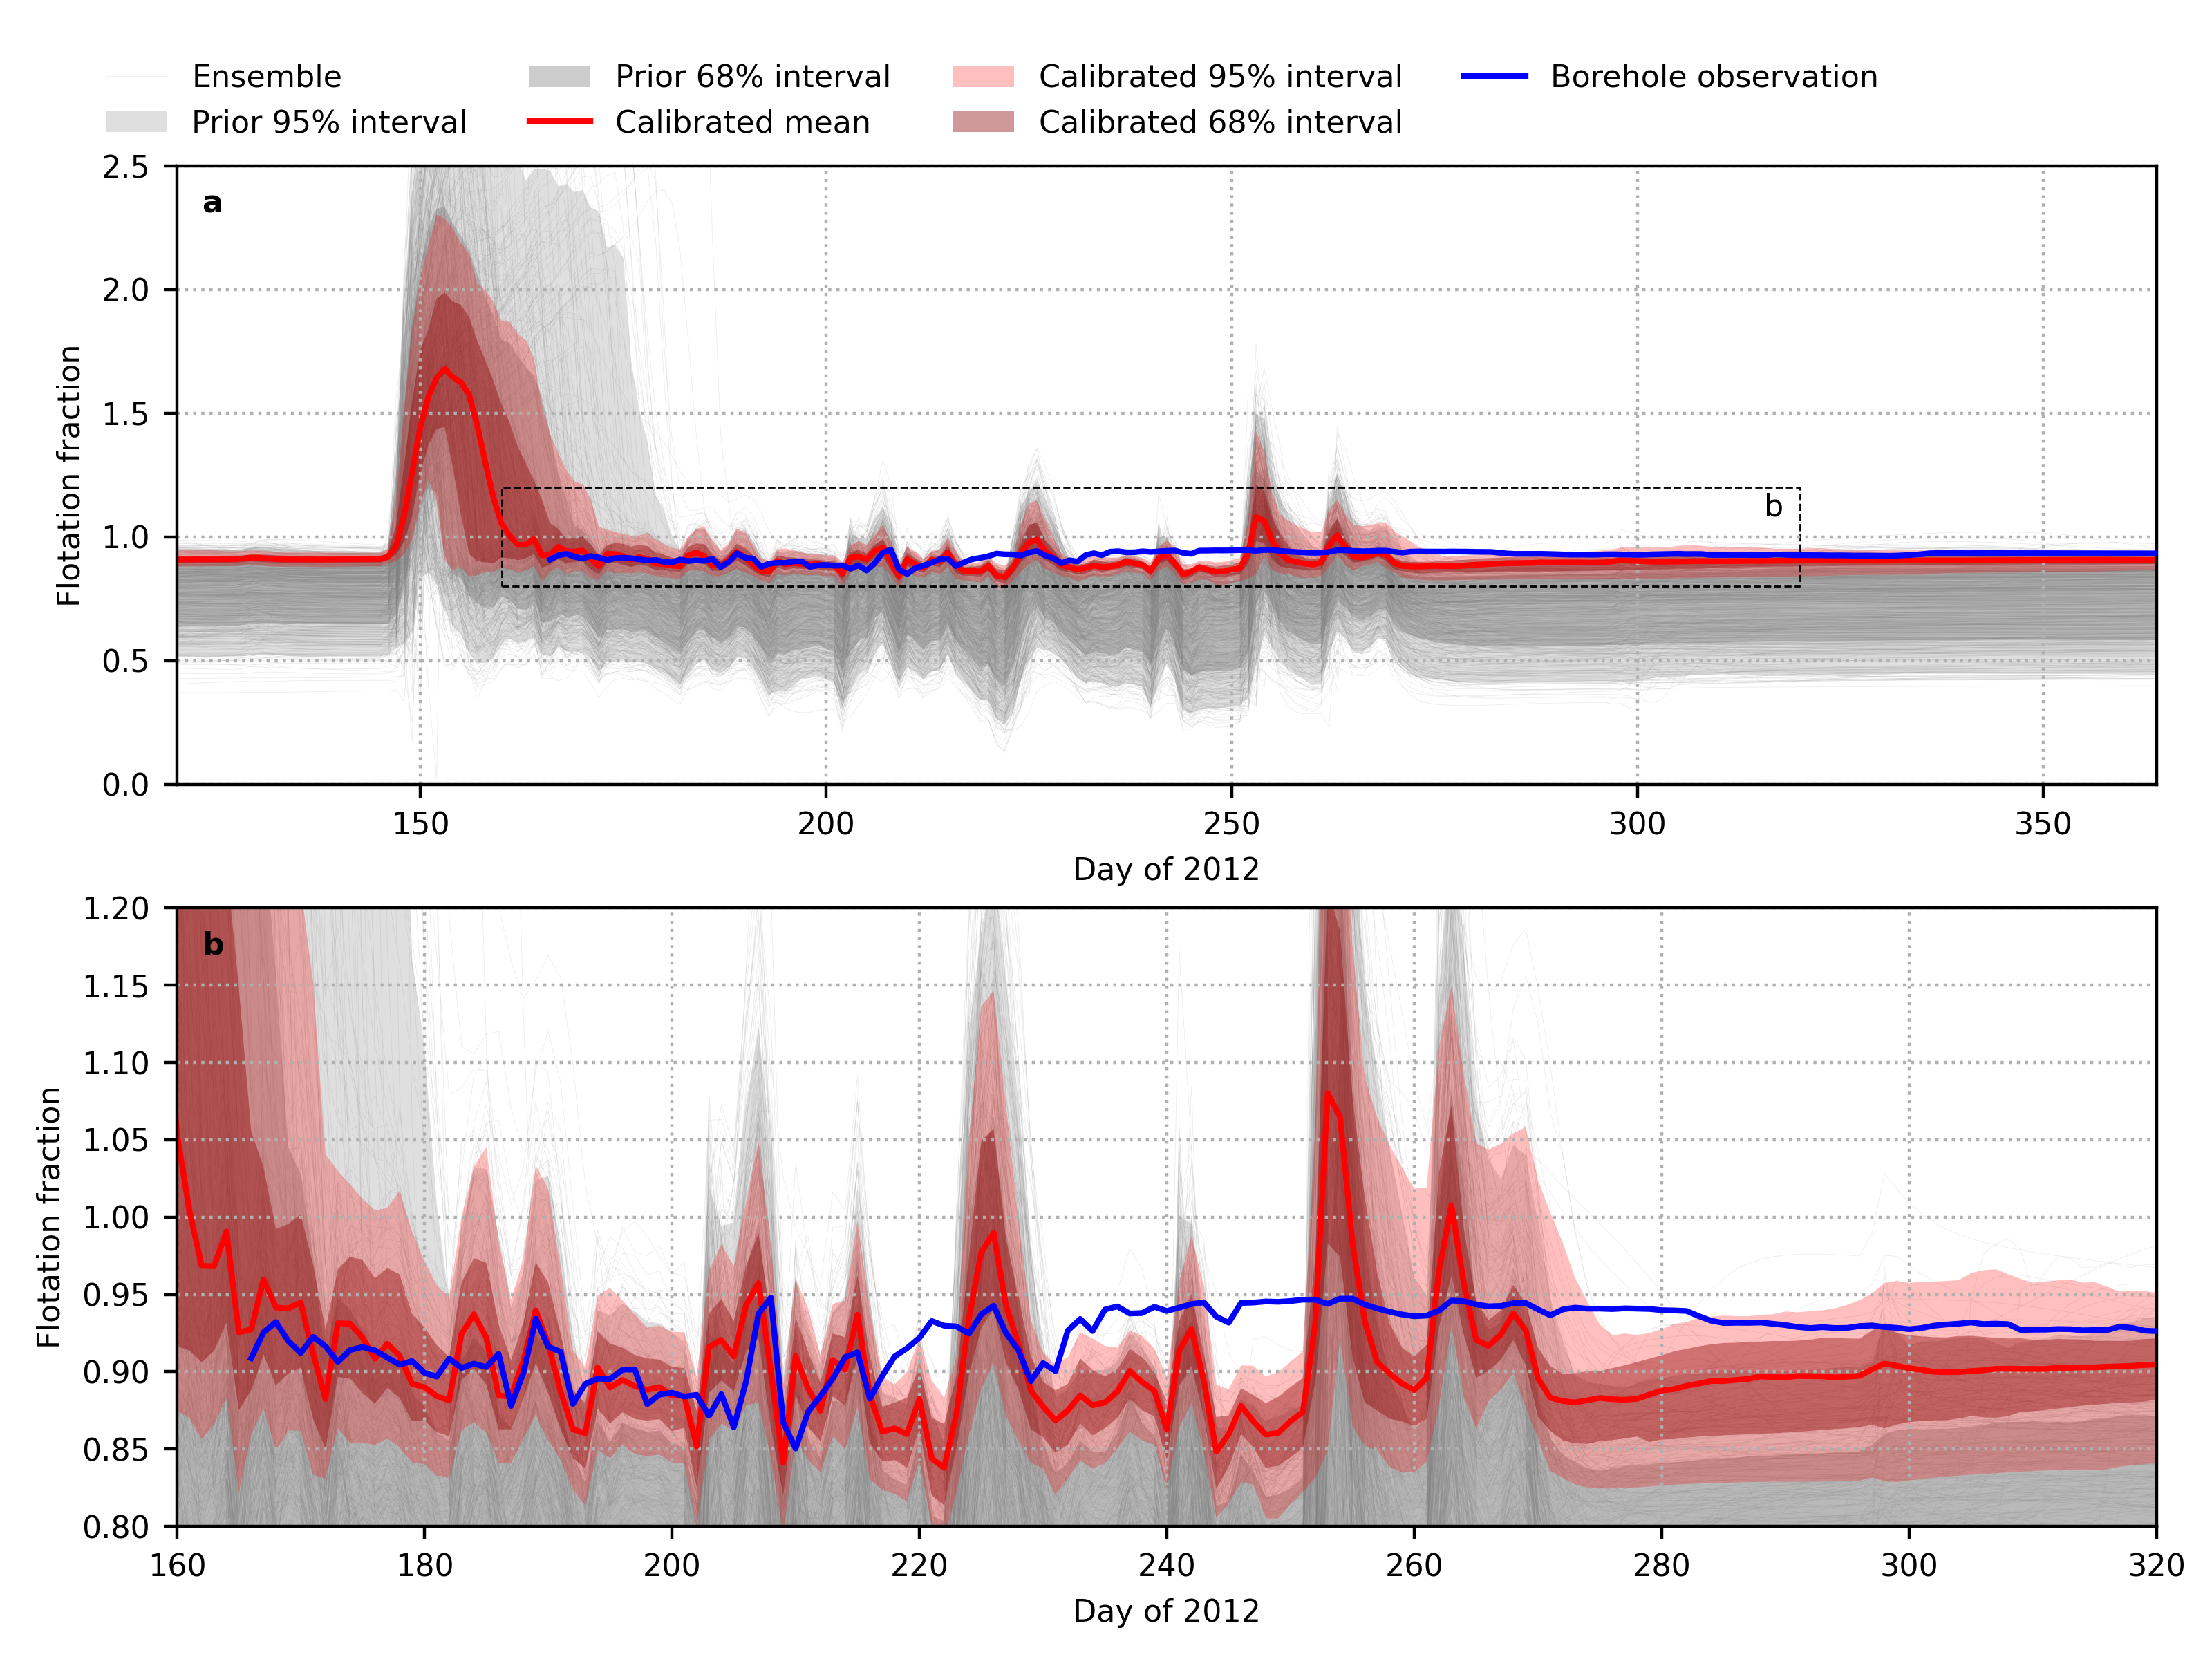 Ensemble Prior 68% interval Calibrated 95% interval Borehole observation
Prior 95% interval Calibrated mean Calibrated 68% interval
2.5
a
2.0
1.5
b
1.0
0.5
0.0
Flotation fraction
150 200 250 300 350
Day of 2012
1.20
b
1.15
1.10
1.05
1.00
0.95
0.90
0.85
0.80
Flotation fraction
160 180 200 220 240 260 280 300 320
Day of 2012